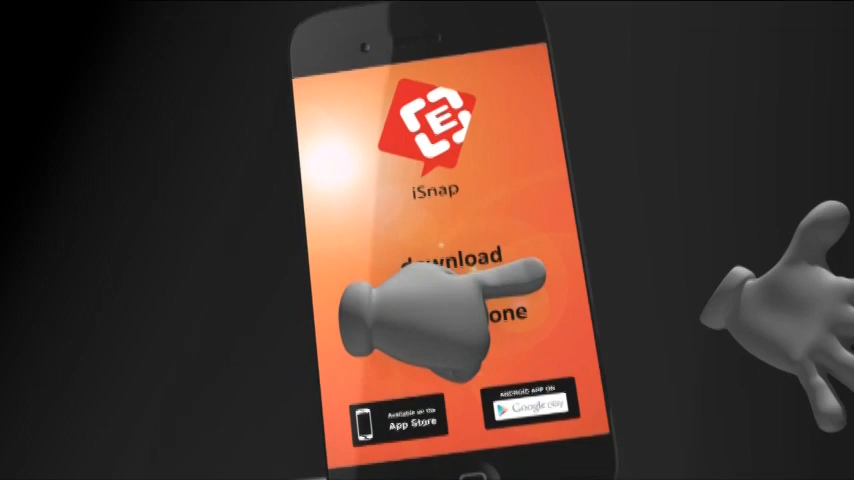 E
iSnap
download
one
Available on the
App Store
ANDROID APP ON
Google play